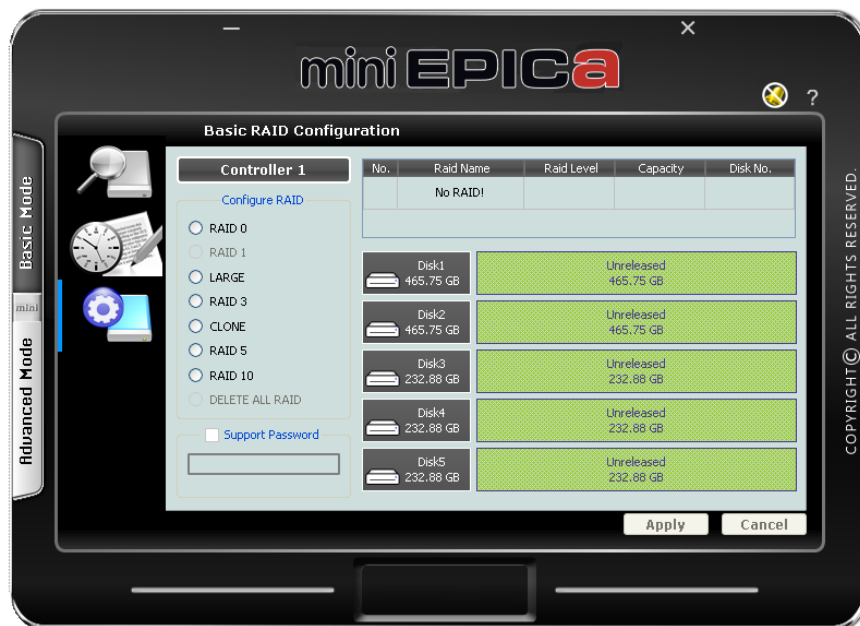 mini EPICa
?
Basic RAID Configuration
Basic Mode
mini
Advanced Mode
Controller 1
Configure RAID
RAID 0
RAID 1
LARGE
RAID 3
CLONE
RAID 5
RAID 10
DELETE ALL RAID
Support Password
No. Raid Name Raid Level Capacity Disk No.
No RAID!
Disk1 Unreleased
465.75 GB 465.75 GB
Disk2 Unreleased
465.75 GB 465.75 GB
Disk3 Unreleased
232.88 GB 232.88 GB
Disk4 Unreleased
232.88 GB 232.88 GB
Disk5 Unreleased
232.88 GB 232.88 GB
Apply Cancel
COPYRIGHT© ALL RIGHTS RESERVED.